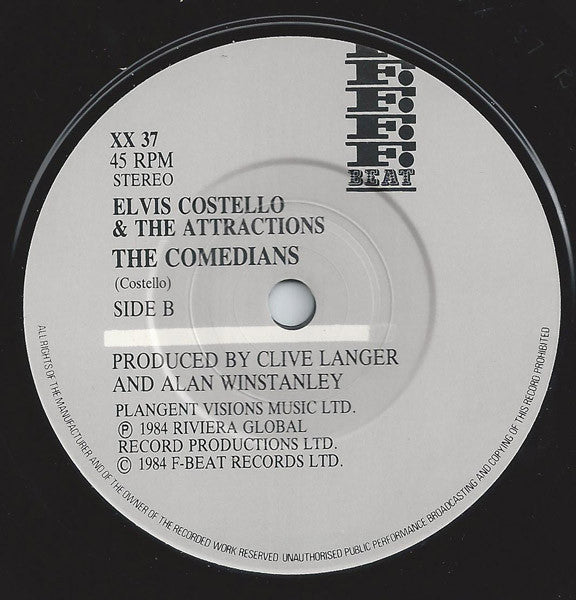 F.
F.
F.
F.
BEAT
XX 37
45 RPM
STEREO
ELVIS COSTELLO
& THE ATTRACTIONS
THE COMEDIANS
(Costello)
SIDE B
PRODUCED BY CLIVE LANGER
AND ALAN WINSTANLEY
PLANGENT VISIONS MUSIC LTD.
Ⓟ 1984 RIVIERA GLOBAL
RECORD PRODUCTIONS LTD.
© 1984 F-BEAT RECORDS LTD.
ALL RIGHTS OF THE MANUFACTURER AND OF THE OWNER OF THE RECORDED WORK RESERVED. UNAUTHORISED PUBLIC PERFORMANCE BROADCASTING AND COPYING OF THIS RECORD PROHIBITED